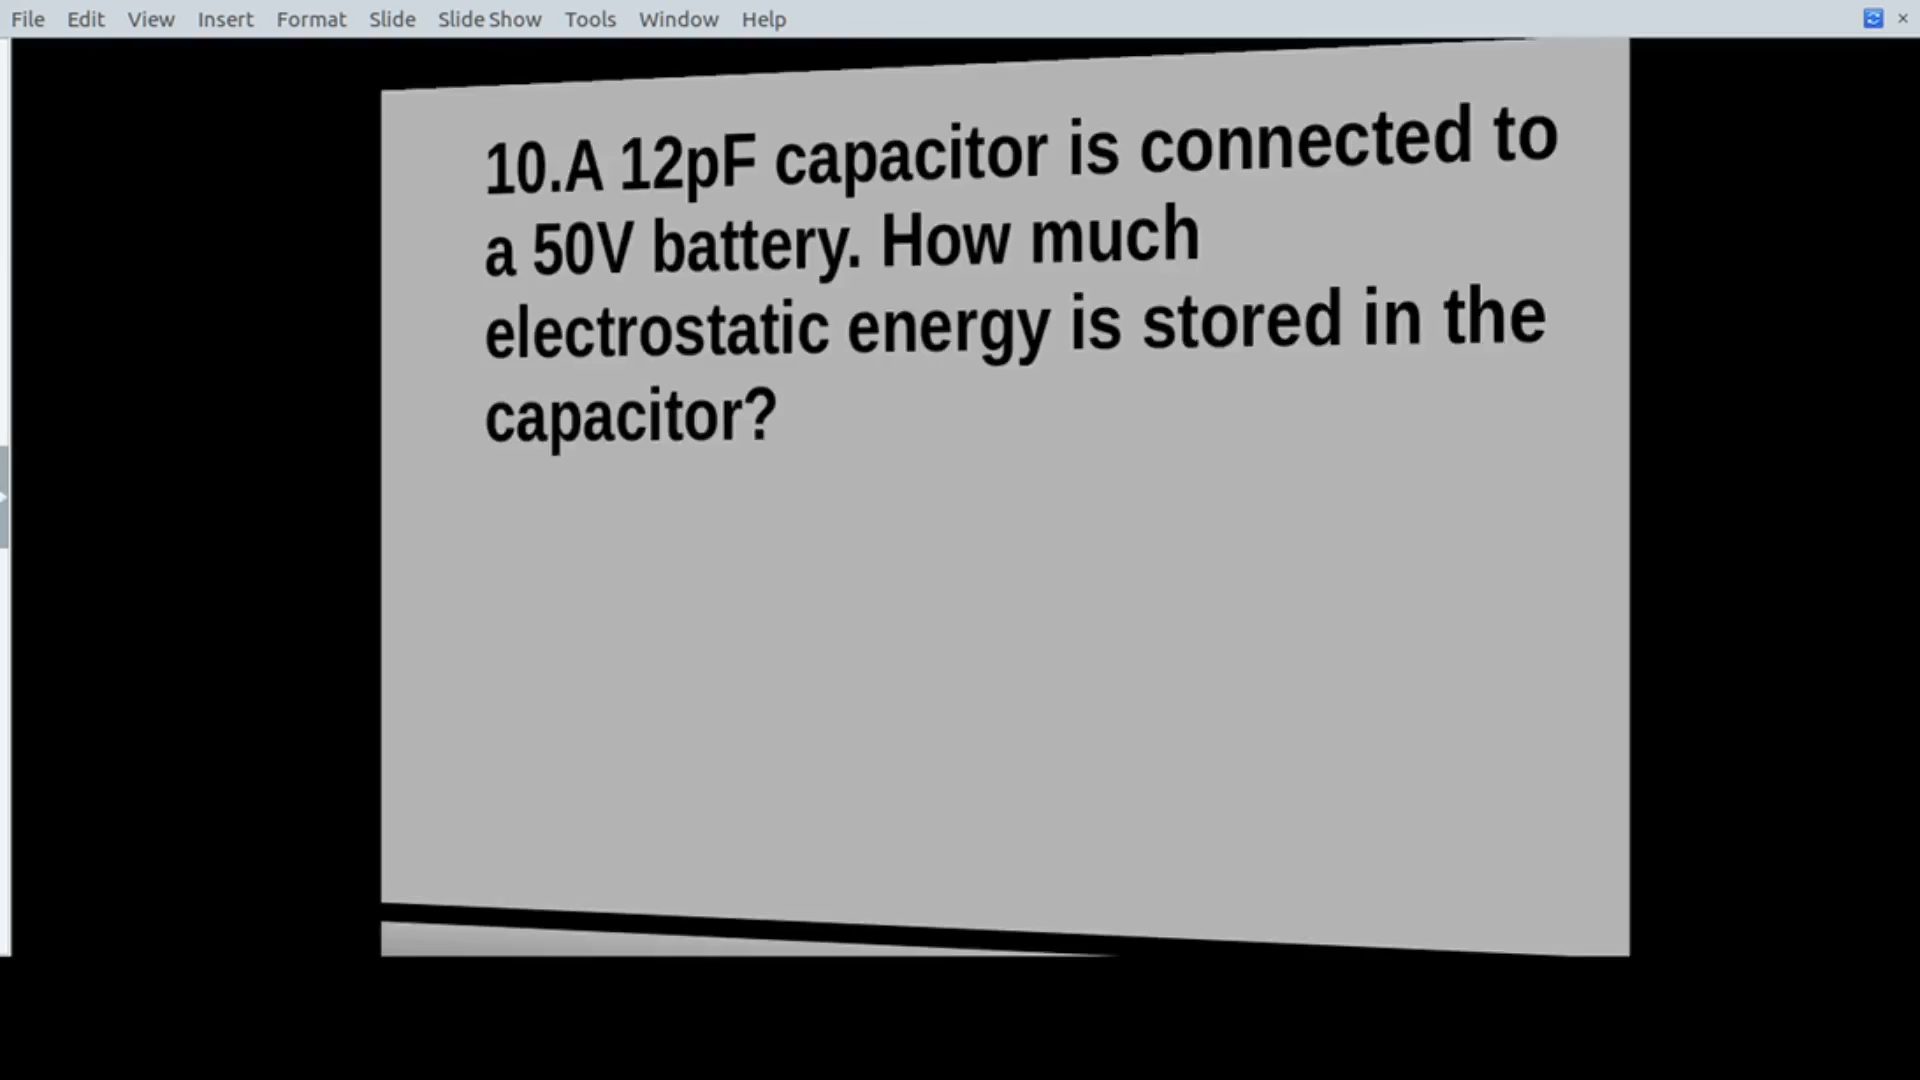 File Edit View Insert Format Slide Slide Show Tools Window Help
10.A 12pF capacitor is connected to
a 50V battery. How much
electrostatic energy is stored in the
capacitor?